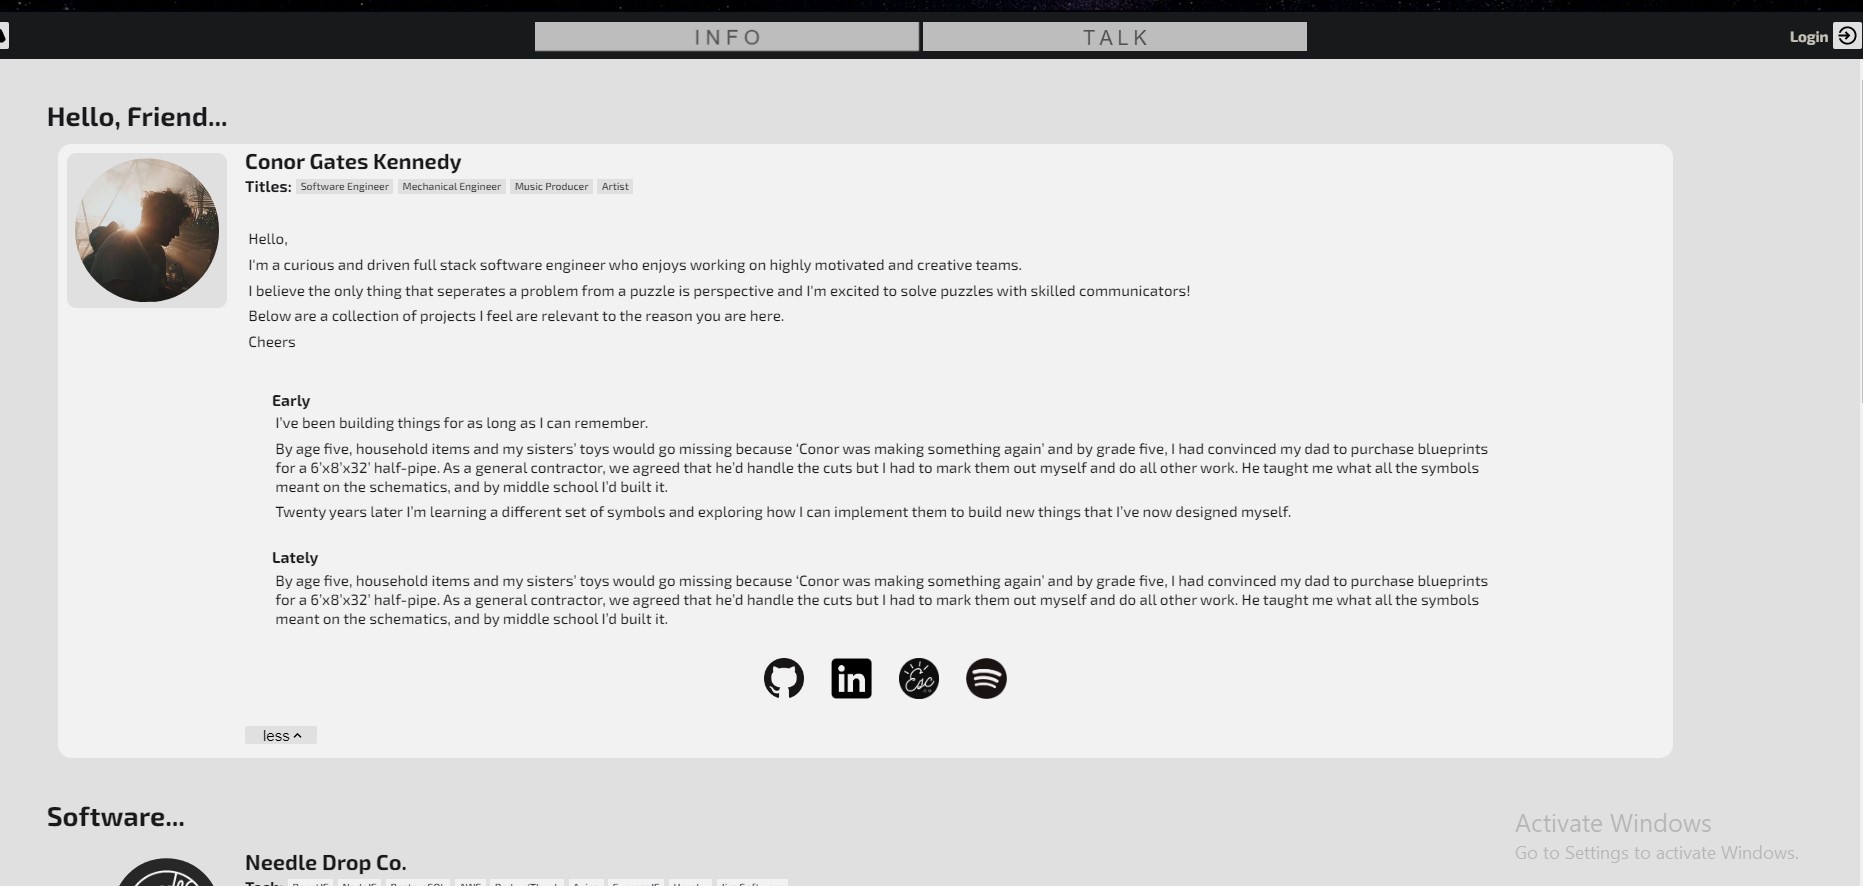 INFO TALK Login
Hello, Friend...
Conor Gates Kennedy
Titles: Software Engineer Mechanical Engineer Music Producer Artist
Hello,
I'm a curious and driven full stack software engineer who enjoys working on highly motivated and creative teams.
I believe the only thing that seperates a problem from a puzzle is perspective and I'm excited to solve puzzles with skilled communicators!
Below are a collection of projects I feel are relevant to the reason you are here.
Cheers
Early
I've been building things for as long as I can remember.
By age five, household items and my sisters’ toys would go missing because ‘Conor was making something again’ and by grade five, I had convinced my dad to purchase blueprints
for a 6’x8’x32’ half-pipe. As a general contractor, we agreed that he’d handle the cuts but I had to mark them out myself and do all other work. He taught me what all the symbols
meant on the schematics, and by middle school I’d built it.
Twenty years later I’m learning a different set of symbols and exploring how I can implement them to build new things that I’ve now designed myself.
Lately
By age five, household items and my sisters’ toys would go missing because ‘Conor was making something again’ and by grade five, I had convinced my dad to purchase blueprints
for a 6’x8’x32’ half-pipe. As a general contractor, we agreed that he’d handle the cuts but I had to mark them out myself and do all other work. He taught me what all the symbols
meant on the schematics, and by middle school I’d built it.
in Esc
less
Software...
Activate Windows
Go to Settings to activate Windows.
Needle Drop Co.